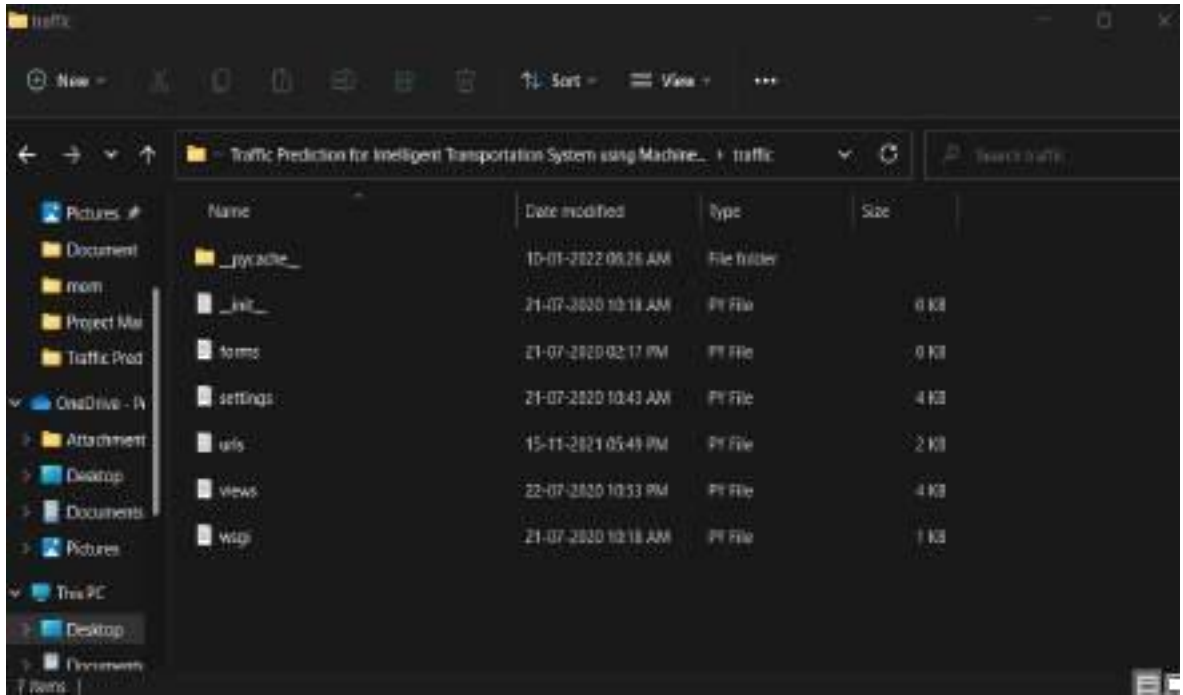 traffic
New
Sort
View
Traffic Prediction for Intelligent Transportation System using Machine... traffic
Search traffic
Pictures
Document
mom
Project Mai
Traffic Pred
OneDrive - Pe
Attachment
Desktop
Documents
Pictures
This PC
Desktop
Documents
Name Date modified Type Size
__pycache__ 10-01-2022 File folder
__init__ 21-07-2020 10:18 AM PY File 0 KB
forms 21-07-2020 02:17 PM PY File 0 KB
settings 21-07-2020 10:43 AM PY File 4 KB
urls 15-11-2021 05:49 PM PY File 2 KB
views 22-07-2020 10:53 PM PY File 4 KB
wsgi 21-07-2020 10:18 AM PY File 1 KB
7 items